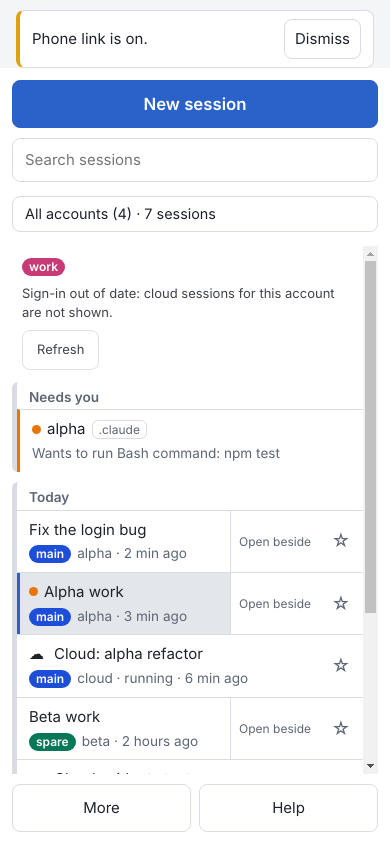 Phone link is on.
Dismiss
New session
Search sessions
All accounts (4) · 7 sessions
work
Sign-in out of date: cloud sessions for this account
are not shown.
Refresh
Needs you
alpha .claude
Wants to run Bash command: npm test
Today
Fix the login bug
main alpha · 2 min ago
Open beside
Alpha work
main alpha · 3 min ago
Open beside
Cloud: alpha refactor
main cloud · running · 6 min ago
Beta work
spare beta · 2 hours ago
Open beside
More
Help